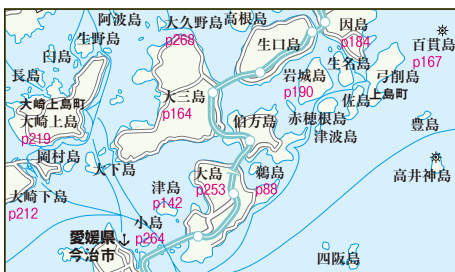 阿波島
大久野島
p268
高根島
因島
p184
百貫島
p167
生野島
臼島
生口島
生名島
弓削島
長島
岩城島
p190
佐島
上島町
大崎上島町
大崎上島
p219
大三島
p164
伯方島
赤穂根島
津波島
豊島
岡村島
大下島
大島
p253
鵜島
p88
高井神島
大崎下島
p212
津島
p142
小島
p264
愛媛県
今治市
四阪島